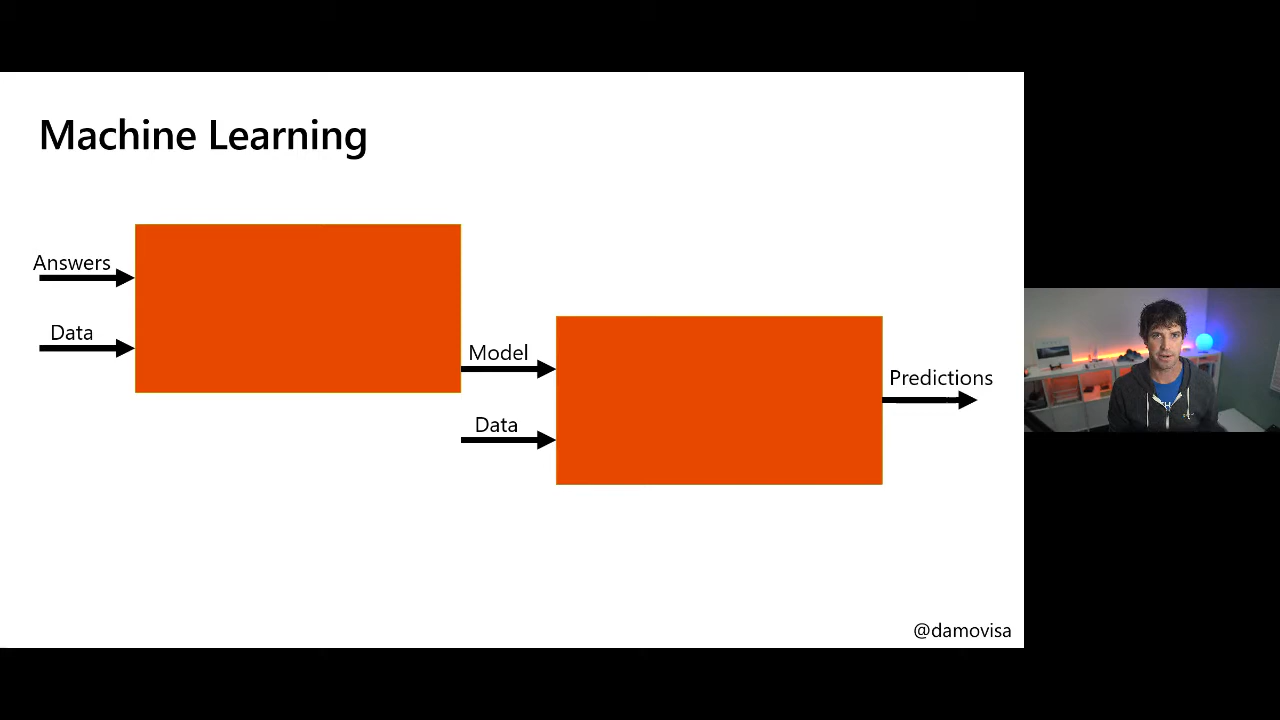 Machine Learning
Answers
Data
Model
Data
Predictions
@damovisa